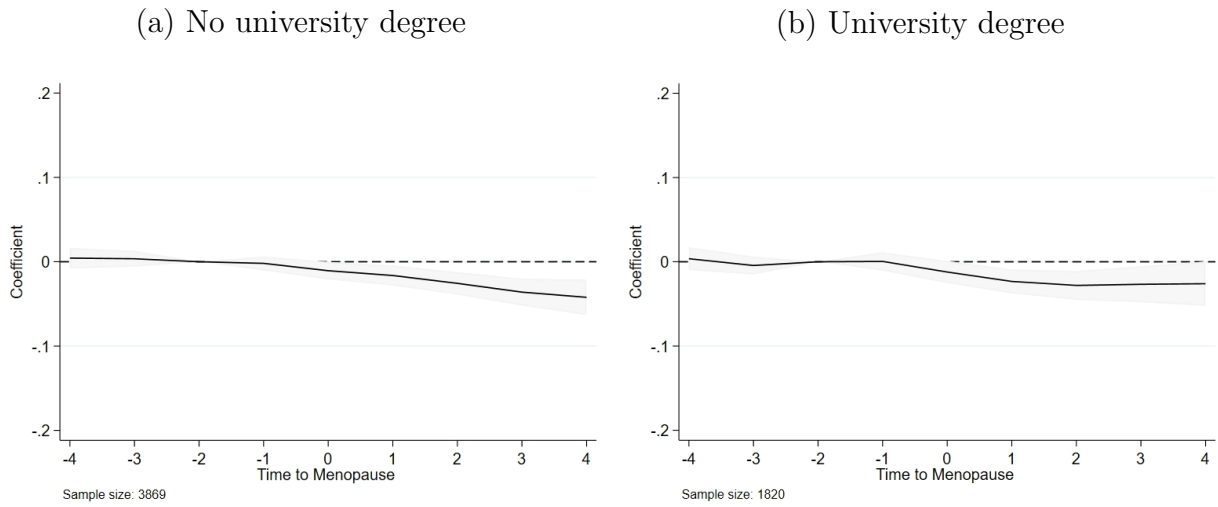 (a) No university degree
.2
.1
0
-.1
-.2
Coefficient
-4 -3 -2 -1 0 1 2 3 4
Time to Menopause
Sample size: 3869
(b) University degree
.2
.1
0
-.1
-.2
Coefficient
-4 -3 -2 -1 0 1 2 3 4
Time to Menopause
Sample size: 1820